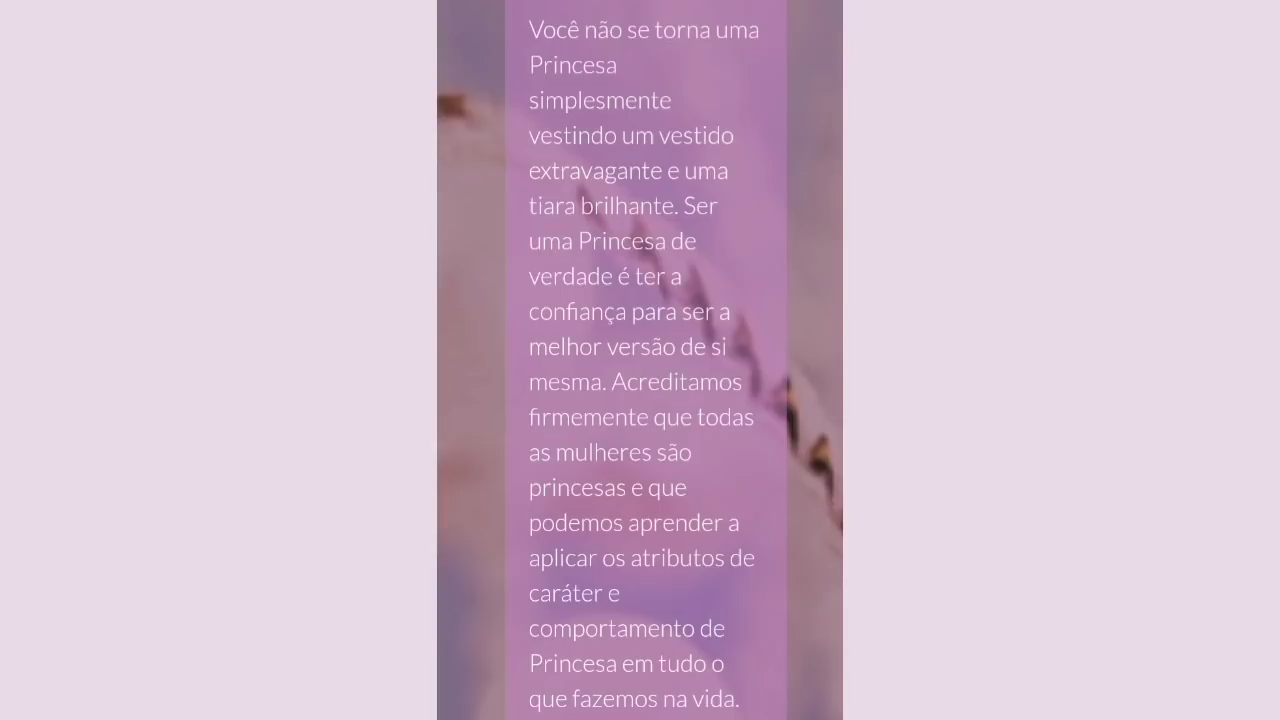 Você não se torna uma
Princesa
simplesmente
vestindo um vestido
extravagante e uma
tiara brilhante. Ser
uma Princesa de
verdade é ter a
confiança para ser a
melhor versão de si
mesma. Acreditamos
firmemente que todas
as mulheres são
princesas e que
podemos aprender a
aplicar os atributos de
caráter e
comportamento de
Princesa em tudo o
que fazemos na vida.